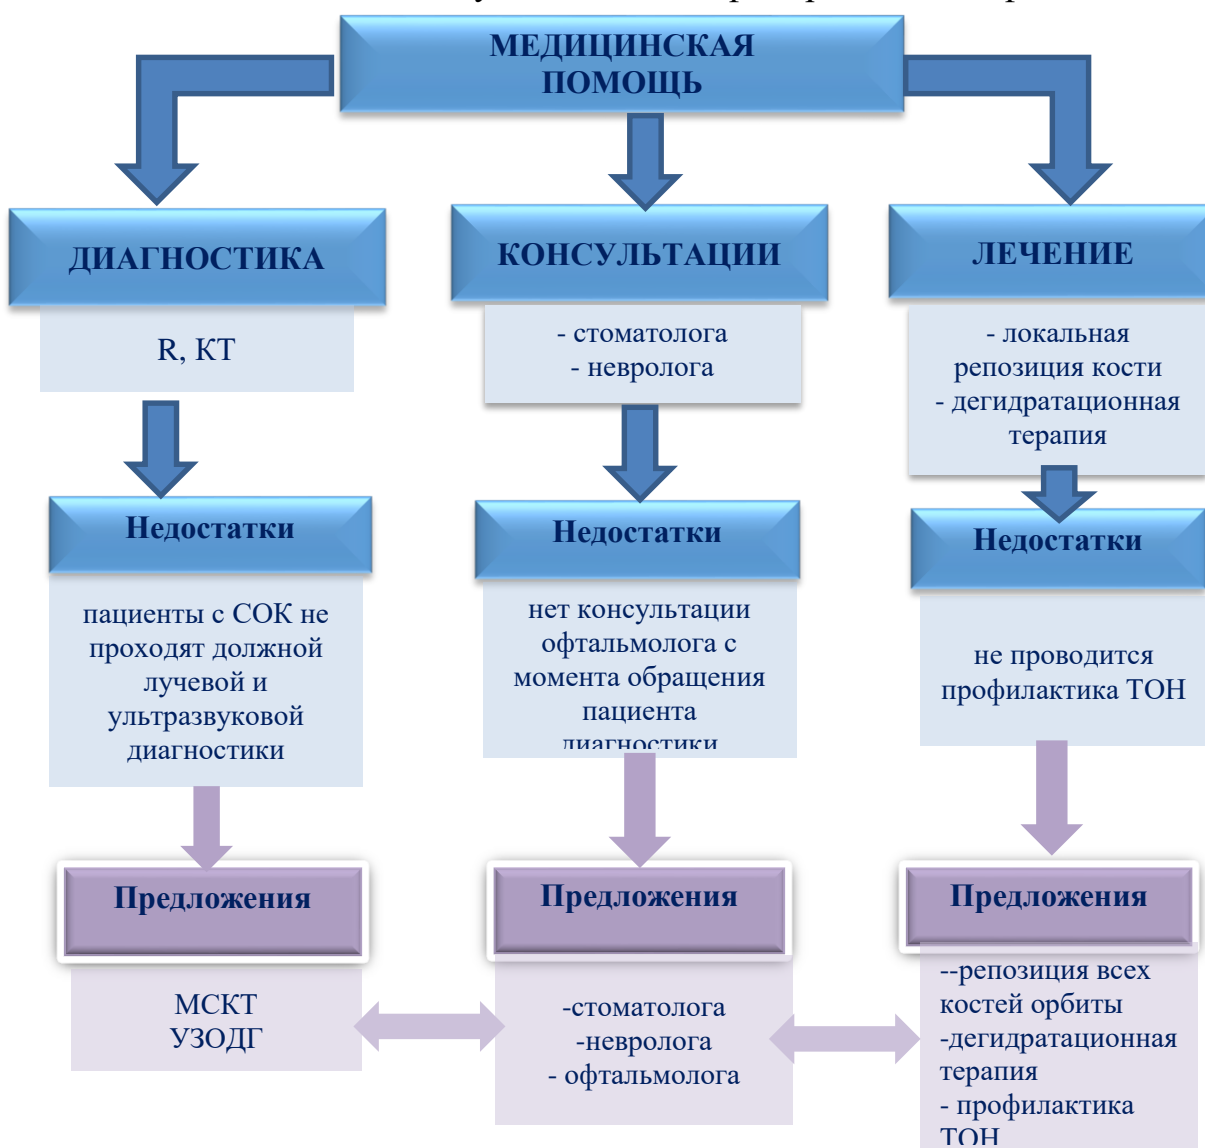 МЕДИЦИНСКАЯ
ПОМОЩЬ
ДИАГНОСТИКА
R, КТ
Недостатки
пациенты с СОК не
проходят должной
лучевой и
ультразвуковой
диагностики
Предложения
МСКТ
УЗОДГ
КОНСУЛЬТАЦИИ
- стоматолога
- невролога
Недостатки
нет консультации
офтальмолога с
момента обращения
пациента
диагностики
Предложения
-стоматолога
-невролога
- офтальмолога
ЛЕЧЕНИЕ
- локальная
репозиция кости
- дегидратационная
терапия
Недостатки
не проводится
профилактика ТОН
Предложения
--репозиция всех
костей орбиты
-дегидратационная
терапия
- профилактика
ТОН